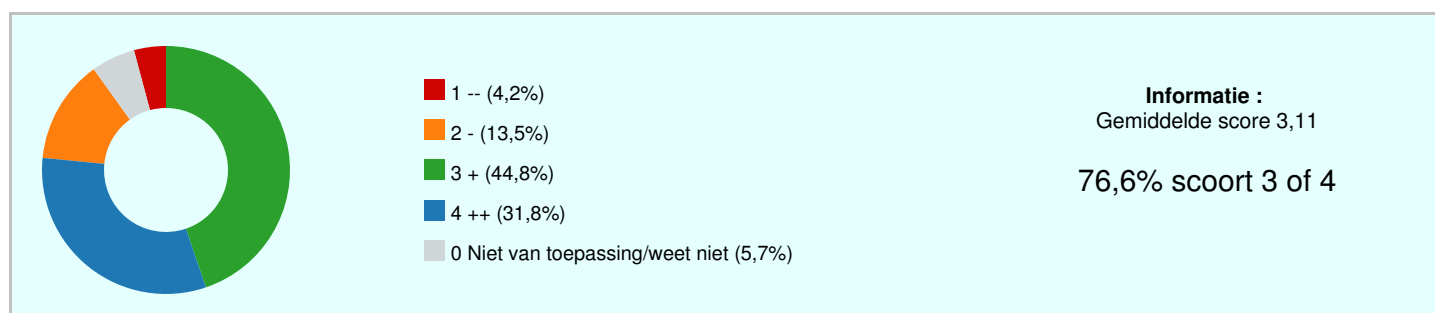 1 -- (4,2%)
2 - (13,5%)
3 + (44,8%)
4 ++ (31,8%)
0 Niet van toepassing/weet niet (5,7%)
Informatie :
Gemiddelde score 3,11
76,6% scoort 3 of 4